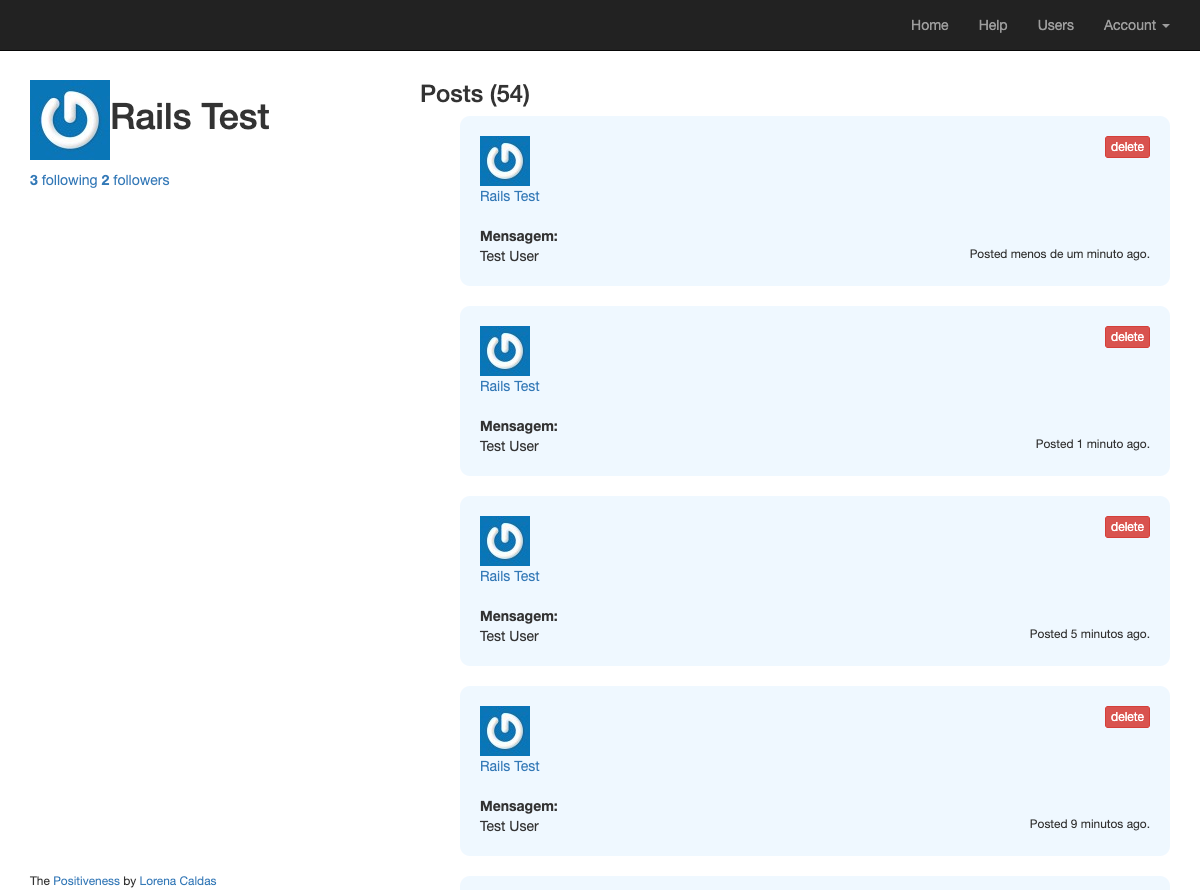 Home Help Users Account
Rails Test
3 following 2 followers
Posts (54)
delete
Rails Test
Mensagem:
Test User
Posted menos de um minuto ago.
delete
Rails Test
Mensagem:
Test User
Posted 1 minuto ago.
delete
Rails Test
Mensagem:
Test User
Posted 5 minutos ago.
delete
Rails Test
Mensagem:
Test User
Posted 9 minutos ago.
The Positiveness by Lorena Caldas